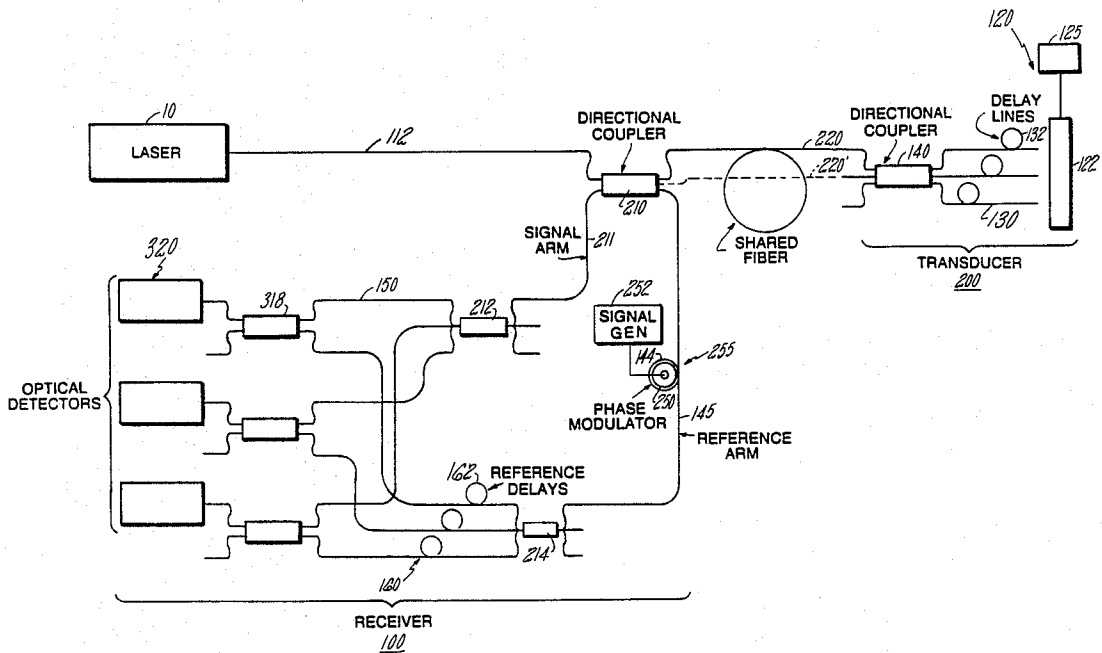 120
125
10
LASER
112
DIRECTIONAL
COUPLER
210
220
220'
SHARED
FIBER
DIRECTIONAL
COUPLER
140
DELAY
LINES
132
122
130
TRANSDUCER
200
SIGNAL
ARM
211
320
318
150
212
252
SIGNAL
GEN
144
255
250
PHASE
MODULATOR
145
REFERENCE
ARM
OPTICAL
DETECTORS
162
REFERENCE
DELAYS
214
160
RECEIVER
100